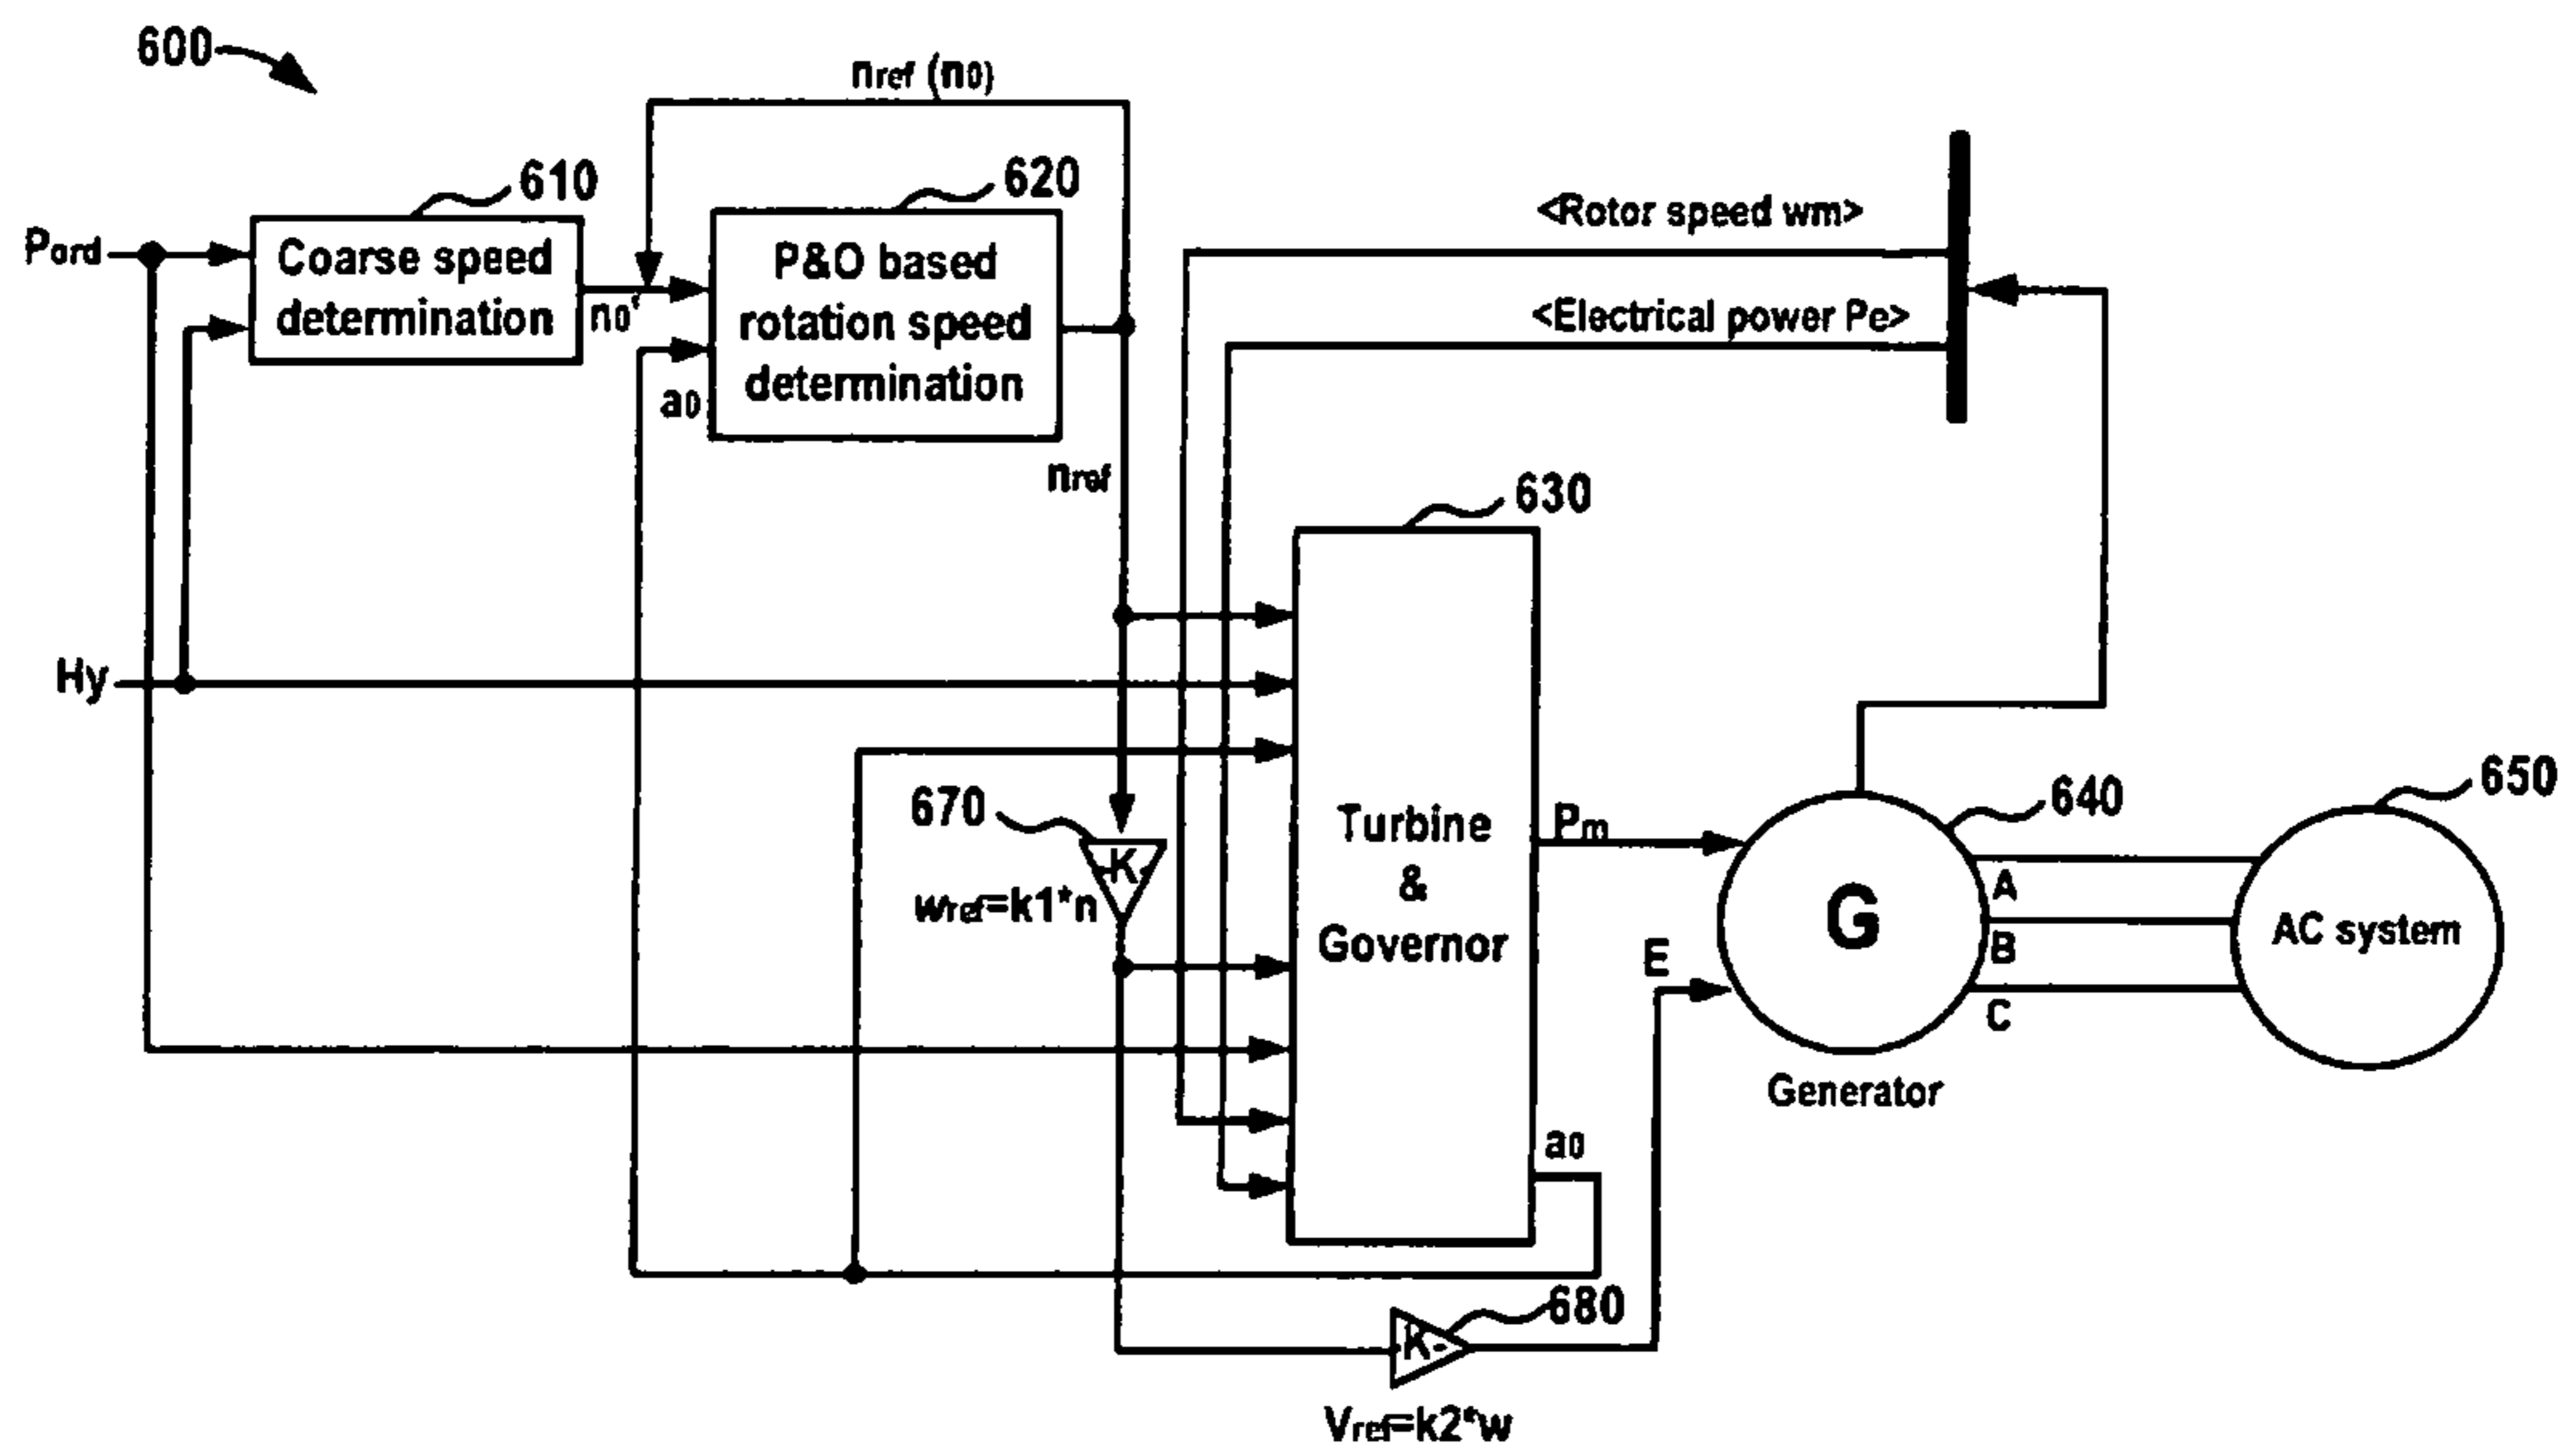 600
nref (n0)
610
620
Pord
Coarse speed
determination
n0'
P&O based
rotation speed
determination
a0
<Rotor speed wm>
<Electrical power Pe>
nref
630
Hy
670
-K-
wref=k1*n
Turbine
&
Governor
Pm
640
650
G
A
B
C
AC system
E
Generator
a0
680
-K-
Vref=k2*w